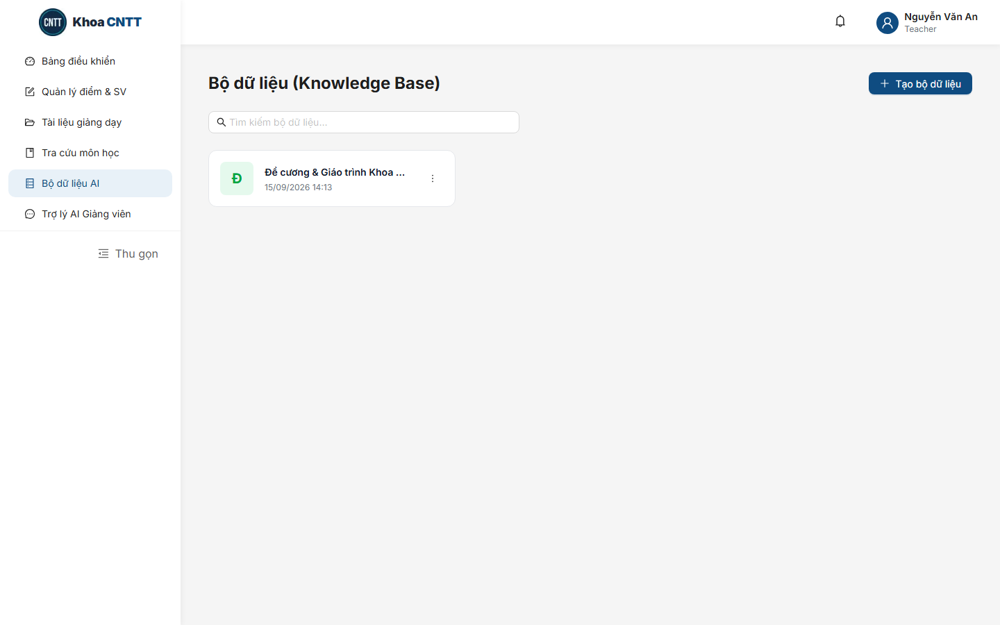 CNTT Khoa CNTT
Nguyễn Văn An
Teacher
Bảng điều khiển
Quản lý điểm & SV
Tài liệu giảng dạy
Tra cứu môn học
Bộ dữ liệu AI
Trợ lý AI Giảng viên
Thu gọn
Bộ dữ liệu (Knowledge Base)
Tạo bộ dữ liệu
Tìm kiếm bộ dữ liệu...
Đ
Đề cương & Giáo trình Khoa ...
15/09/2026 14:13